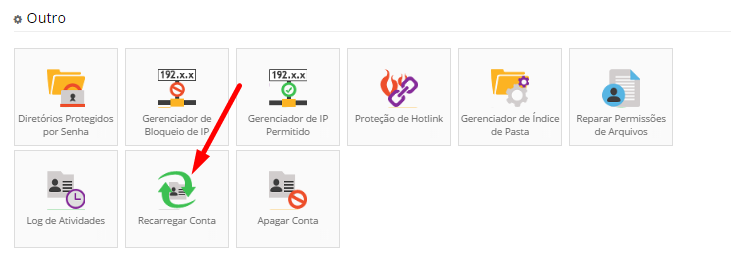 Outro
192.x.x
192.x.x
Diretórios Protegidos
por Senha
Gerenciador de
Bloqueio de IP
Gerenciador de IP
Permitido
Proteção de Hotlink
Gerenciador de Índice
de Pasta
Reparar Permissões
de Arquivos
Log de Atividades
Recarregar Conta
Apagar Conta